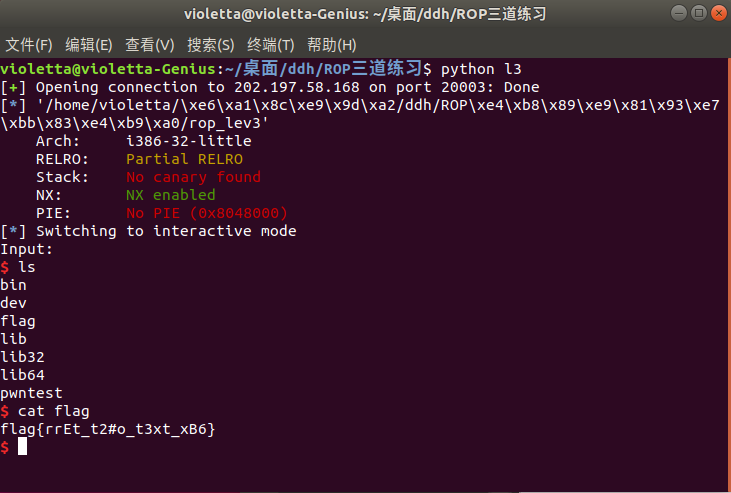 violetta@violetta-Genius: ~/桌面/ddh/ROP三道练习
文件(F) 编辑(E) 查看(V) 搜索(S) 终端(T) 帮助(H)
violetta@violetta-Genius:~/桌面/ddh/ROP三道练习$ python l3
[+] Opening connection to 202.197.58.168 on port 20003: Done
[*] '/home/violetta/\xe6\xa1\x8c\xe9\x9d\xa2/ddh/ROP\xe4\xb8\x89\xe9\x81\x93\xe7
\xbb\x83\xe4\xb9\xa0/rop_lev3'
Arch: i386-32-little
RELRO: Partial RELRO
Stack: No canary found
NX: NX enabled
PIE: No PIE (0x8048000)
[*] Switching to interactive mode
Input:
$ ls
bin
dev
flag
lib
lib32
lib64
pwntest
$ cat flag
flag{rrEt_t2#o_t3xt_xB6}
$